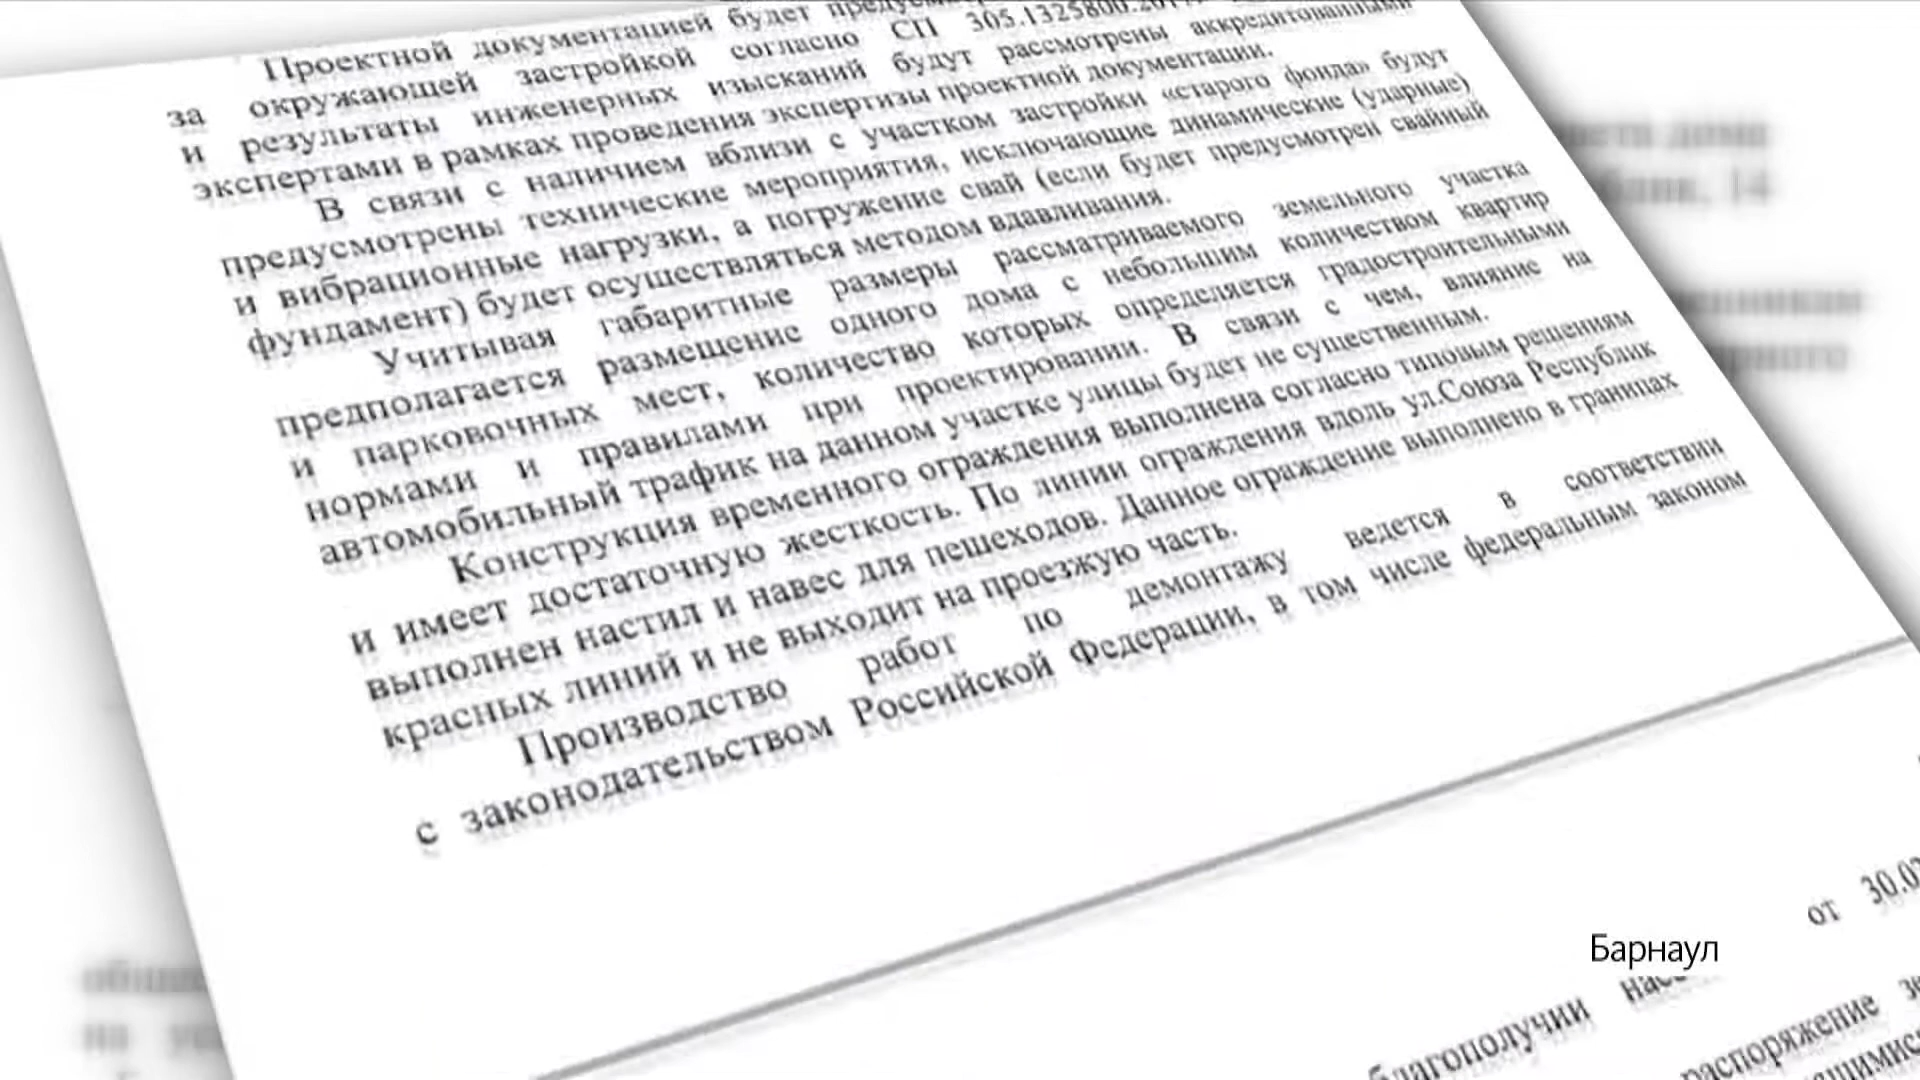 Проектной документацией будет
за окружающей застройкой согласно СП 305.1325800.2017
и результаты инженерных изысканий будут рассмотрены аккредитованными
экспертами в рамках проведения экспертизы проектной документации.
В связи с наличием вблизи с участком застройки «старого фонда» будут
предусмотрены технические мероприятия, исключающие динамические (ударные)
и вибрационные нагрузки, а погружение свай (если будет предусмотрен свайный
фундамент) будет осуществляться методом вдавливания.
Учитывая габаритные размеры рассматриваемого земельного участка
предполагается размещение одного дома с небольшим количеством квартир
и парковочных мест, количество которых определяется градостроительными
нормами и правилами при проектировании. В связи с чем, влияние на
автомобильный трафик на данном участке улицы будет не существенным.
Конструкция временного ограждения выполнена согласно типовым решениям
и имеет достаточную жесткость. По линии ограждения вдоль ул.Союза Республик
выполнен настил и навес для пешеходов. Данное ограждение выполнено в границах
красных линий и не выходит на проезжую часть.
Производство работ по демонтажу ведется в соответствии
с законодательством Российской Федерации, в том числе федеральным законом
от 30.0
Барнаул
благополучии
распоряжение